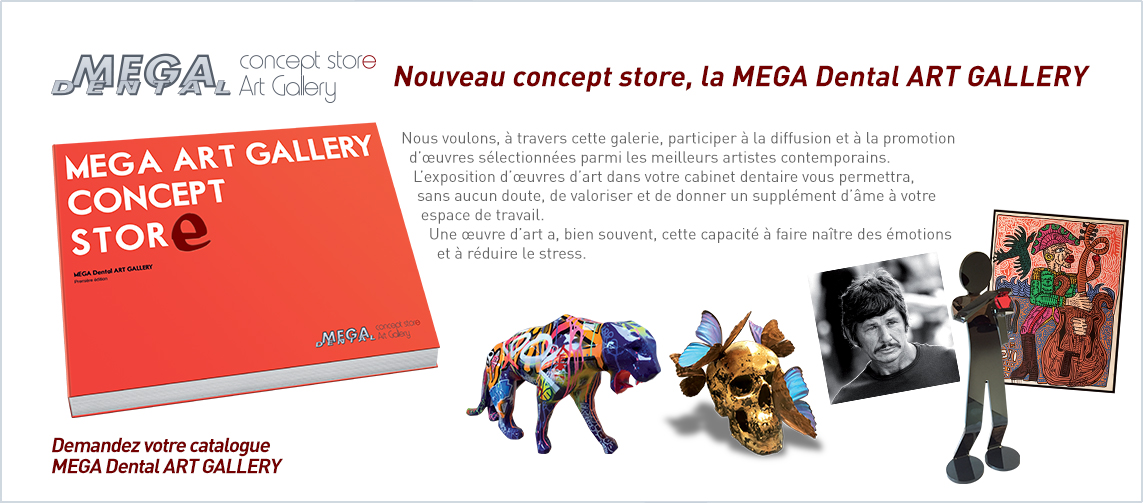 MEGA
DENTAL
concept store
Art Gallery
Nouveau concept store, la MEGA Dental ART GALLERY
MEGA ART GALLERY
CONCEPT
STORe
MEGA Dental ART GALLERY
Première édition
MEGA
DENTAL
concept store
Art Gallery
Nous voulons, à travers cette galerie, participer à la diffusion et à la promotion
d'œuvres sélectionnées parmi les meilleurs artistes contemporains.
L'exposition d'œuvres d'art dans votre cabinet dentaire vous permettra,
sans aucun doute, de valoriser et de donner un supplément d'âme à votre
espace de travail.
Une œuvre d'art a, bien souvent, cette capacité à faire naître des émotions
et à réduire le stress.
Demandez votre catalogue
MEGA Dental ART GALLERY